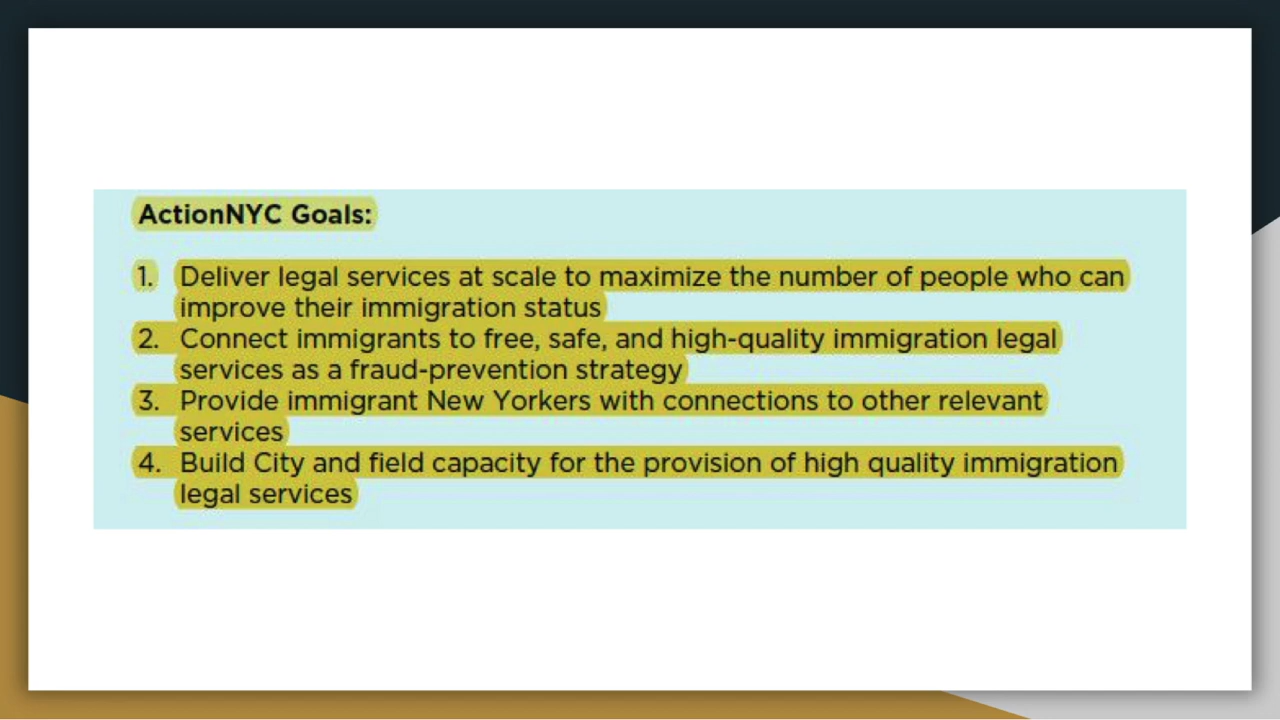 ActionNYC Goals:
1. Deliver legal services at scale to maximize the number of people who can
improve their immigration status
2. Connect immigrants to free, safe, and high-quality immigration legal
services as a fraud-prevention strategy
3. Provide immigrant New Yorkers with connections to other relevant
services
4. Build City and field capacity for the provision of high quality immigration
legal services